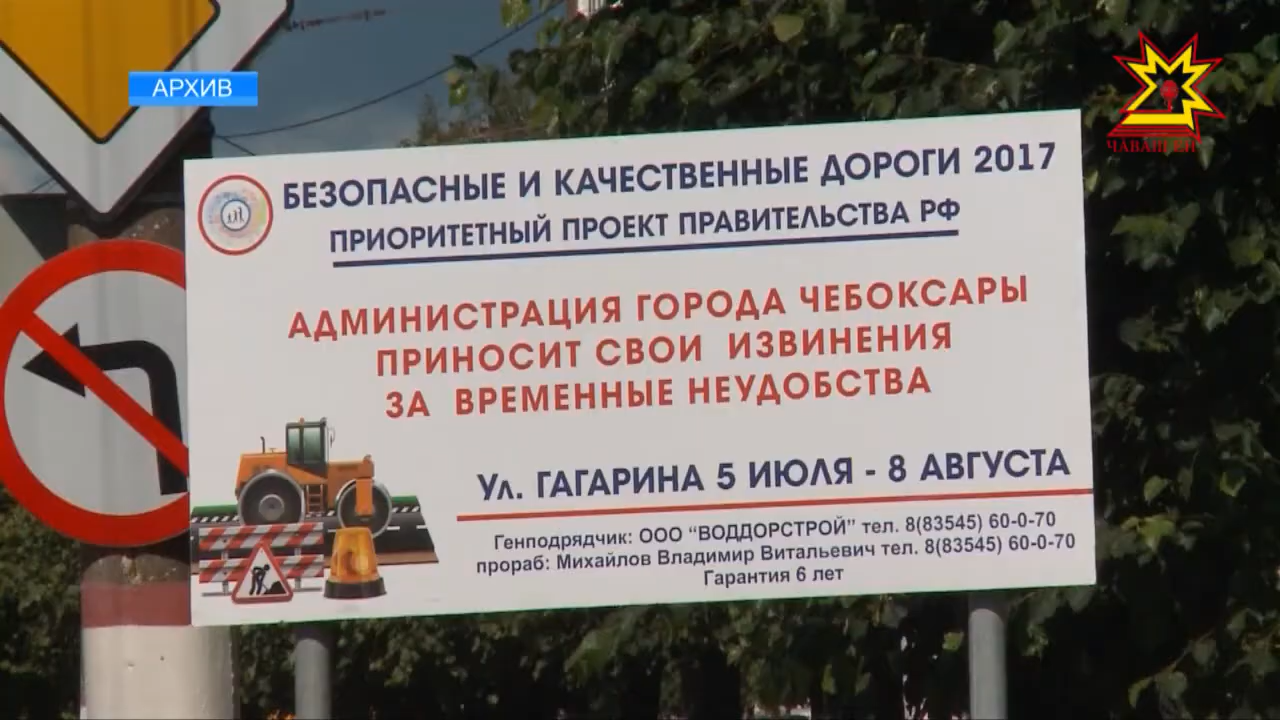 АРХИВ
ЧĂВАШ ЕН
БЕЗОПАСНЫЕ И КАЧЕСТВЕННЫЕ ДОРОГИ 2017
ПРИОРИТЕТНЫЙ ПРОЕКТ ПРАВИТЕЛЬСТВА РФ
АДМИНИСТРАЦИЯ ГОРОДА ЧЕБОКСАРЫ
ПРИНОСИТ СВОИ ИЗВИНЕНИЯ
ЗА ВРЕМЕННЫЕ НЕУДОБСТВА
Ул. ГАГАРИНА 5 ИЮЛЯ - 8 АВГУСТА
Генподрядчик: ООО "ВОДДОРСТРОЙ" тел. 8(83545) 60-0-70
прораб: Михайлов Владимир Витальевич тел. 8(83545) 60-0-70
Гарантия 6 лет